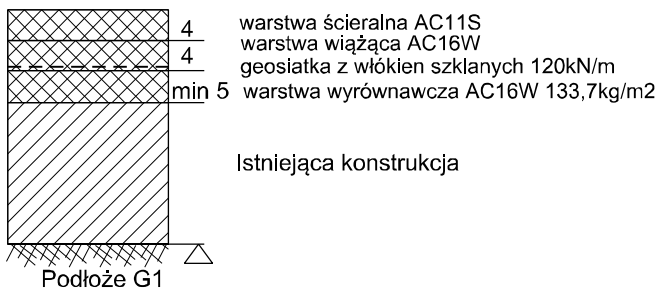 4 warstwa ścieralna AC11S
4 warstwa wiążąca AC16W
geosiatka z włókien szklanych 120kN/m
min 5 warstwa wyrównawcza AC16W 133,7kg/m2
Istniejąca konstrukcja
Podłoże G1